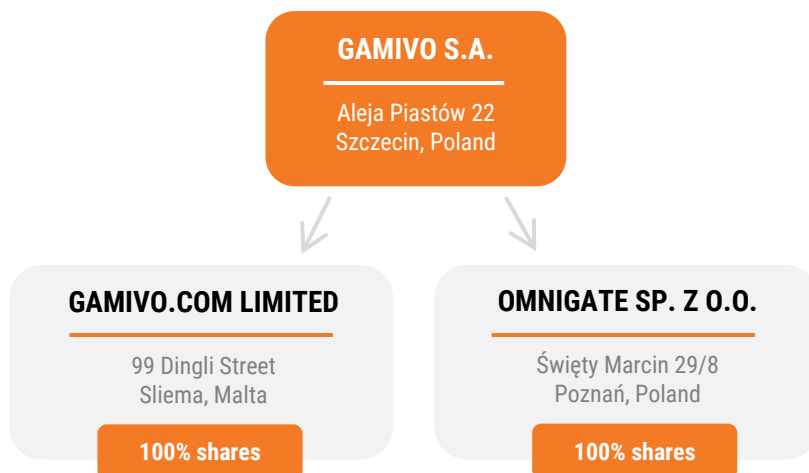 GAMIVO S.A.
Aleja Piastów 22
Szczecin, Poland
GAMIVO.COM LIMITED
99 Dingli Street
Sliema, Malta
100% shares
OMNIGATE SP. Z O.O.
Święty Marcin 29/8
Poznań, Poland
100% shares